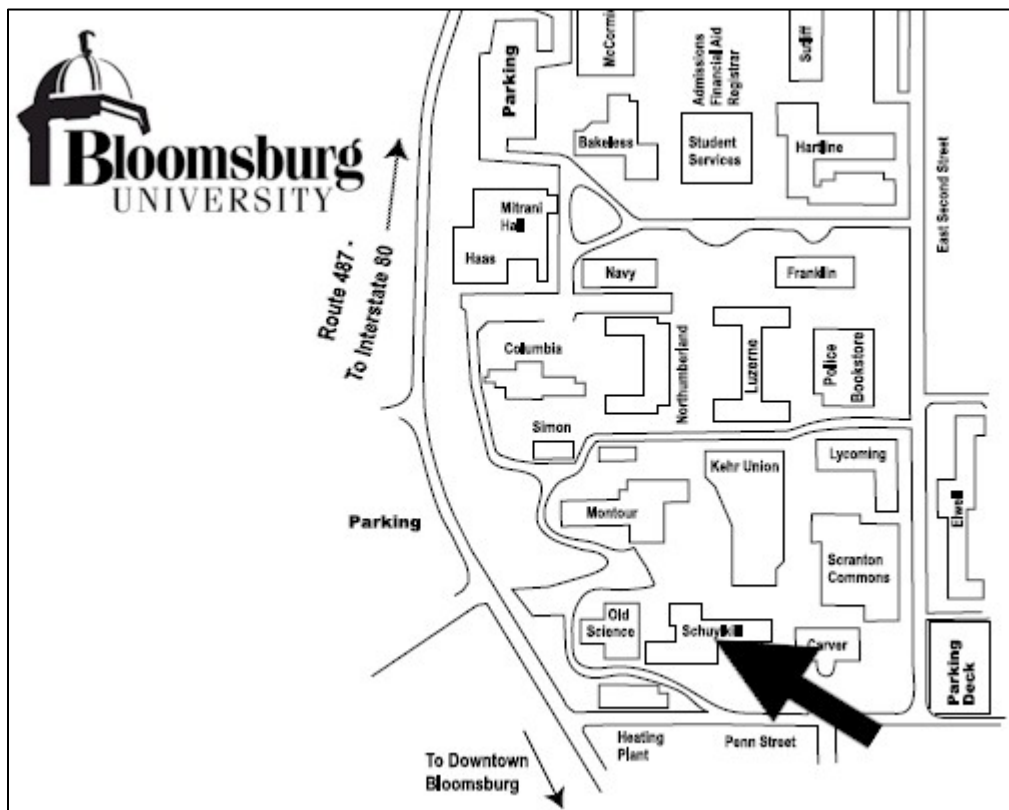 Bloomsburg
UNIVERSITY
Route 487 -
To Interstate 80
Parking
McCormic
Admissions
Financial Aid
Registrar
Sutliff
Bakeless
Student
Services
Hartline
East Second Street
Mitrani
Hall
Haas
Navy
Franklin
Columbia
Northumberland
Luzerne
Police
Bookstore
Simon
Kehr Union
Lycoming
Parking
Montour
Elwell
Scranton
Commons
Old
Science
Schuylkill
Carver
Parking
Deck
Heating
Plant
Penn Street
To Downtown
Bloomsburg